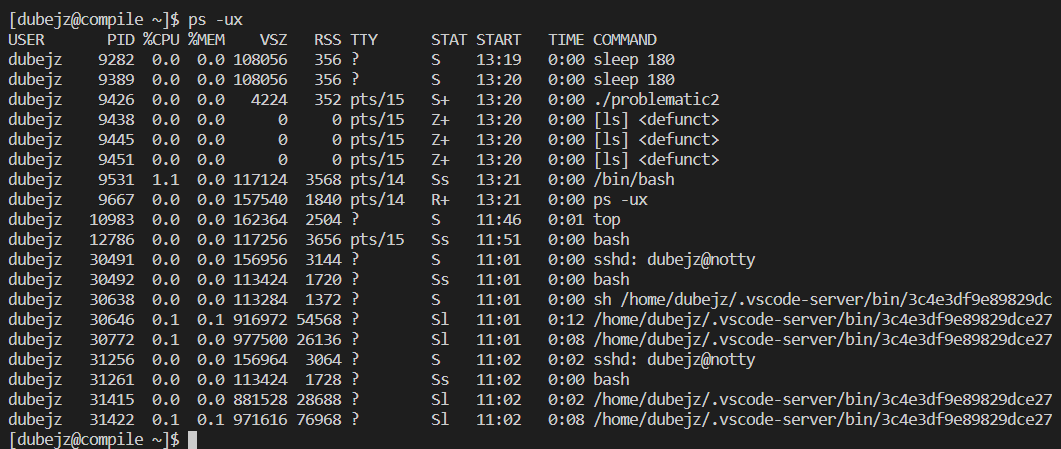 [dubejz@compile ~]$ ps -ux
USER       PID %CPU %MEM    VSZ   RSS TTY      STAT START   TIME COMMAND
dubejz    9282  0.0  0.0 108056   356 ?        S    13:19   0:00 sleep 180
dubejz    9389  0.0  0.0 108056   356 ?        S    13:20   0:00 sleep 180
dubejz    9426  0.0  0.0   4224   352 pts/15   S+   13:20   0:00 ./problematic2
dubejz    9438  0.0  0.0      0     0 pts/15   Z+   13:20   0:00 [ls] <defunct>
dubejz    9445  0.0  0.0      0     0 pts/15   Z+   13:20   0:00 [ls] <defunct>
dubejz    9451  0.0  0.0      0     0 pts/15   Z+   13:20   0:00 [ls] <defunct>
dubejz    9531  1.1  0.0 117124  3568 pts/14   Ss   13:21   0:00 /bin/bash
dubejz    9667  0.0  0.0 157540  1840 pts/14   R+   13:21   0:00 ps -ux
dubejz   10983  0.0  0.0 162364  2504 ?        S    11:46   0:01 top
dubejz   12786  0.0  0.0 117256  3656 pts/15   Ss   11:51   0:00 bash
dubejz   30491  0.0  0.0 156956  3144 ?        S    11:01   0:00 sshd: dubejz@notty
dubejz   30492  0.0  0.0 113424  1720 ?        Ss   11:01   0:00 bash
dubejz   30638  0.0  0.0 113284  1372 ?        S    11:01   0:00 sh /home/dubejz/.vscode-server/bin/3c4e3df9e89829dc
dubejz   30646  0.1  0.1 916972 54568 ?        Sl   11:01   0:12 /home/dubejz/.vscode-server/bin/3c4e3df9e89829dce27
dubejz   30772  0.1  0.0 977500 26136 ?        Sl   11:01   0:08 /home/dubejz/.vscode-server/bin/3c4e3df9e89829dce27
dubejz   31256  0.0  0.0 156964  3064 ?        S    11:02   0:02 sshd: dubejz@notty
dubejz   31261  0.0  0.0 113424  1728 ?        Ss   11:02   0:00 bash
dubejz   31415  0.0  0.0 881528 28688 ?        Sl   11:02   0:02 /home/dubejz/.vscode-server/bin/3c4e3df9e89829dce27
dubejz   31422  0.1  0.1 971616 76968 ?        Sl   11:02   0:08 /home/dubejz/.vscode-server/bin/3c4e3df9e89829dce27
[dubejz@compile ~]$